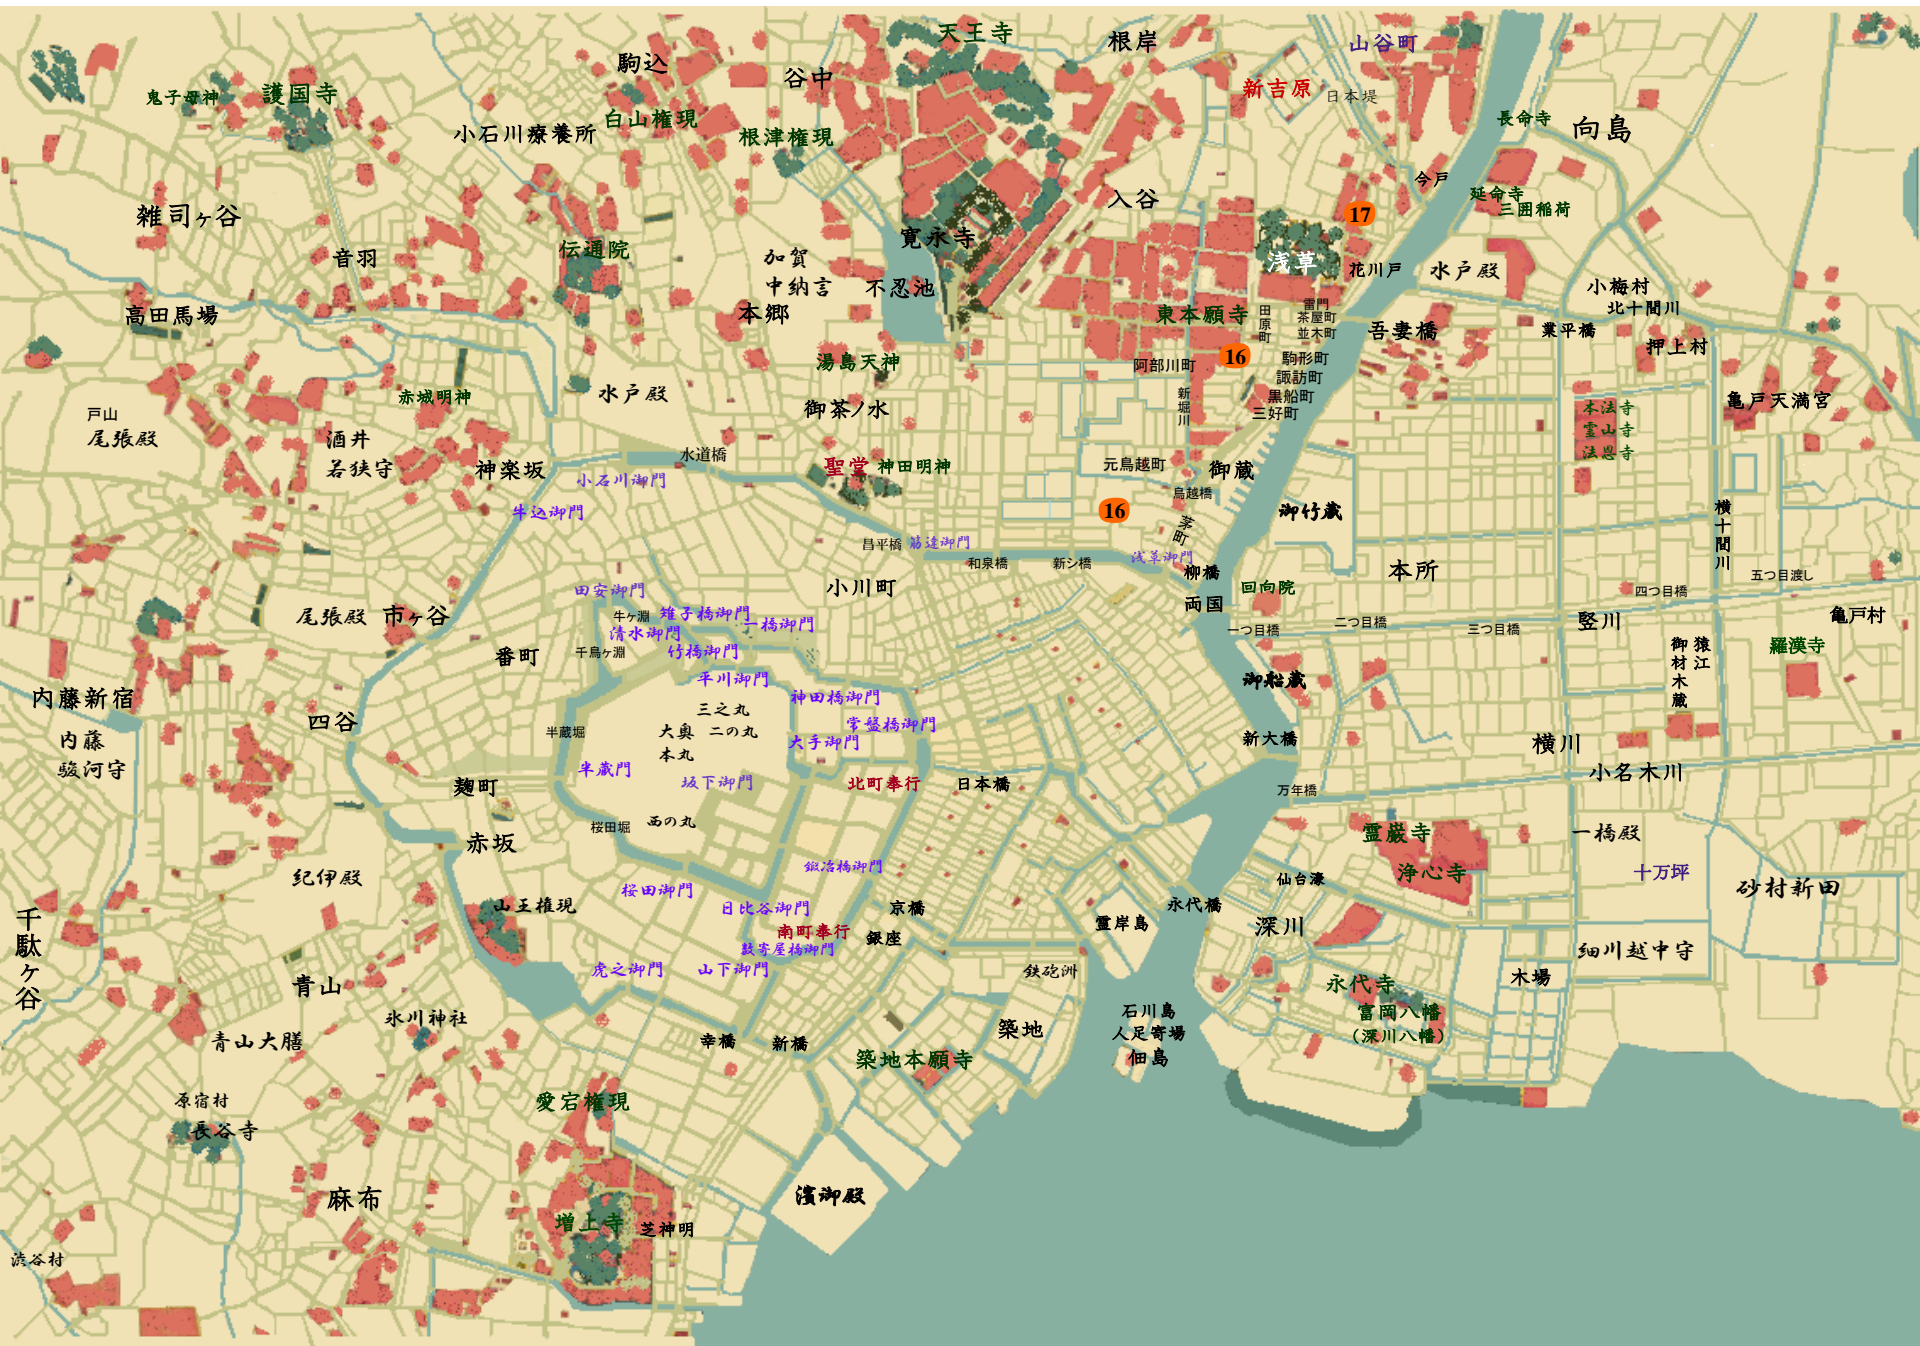 天王寺
根岸
山谷町
駒込
谷中
新吉原
日本堤
鬼子母神
護国寺
白山権現
小石川療養所
根津権現
長命寺
向島
今戸
延命寺
三囲稲荷
入谷
17
雑司ヶ谷
音羽
伝通院
寛永寺
加賀
中納言
不忍池
浅草
花川戸
水戸殿
小梅村
北十間川
高田馬場
本郷
東本願寺
田原町
雷門
茶屋町
並木町
吾妻橋
業平橋
押上村
湯島天神
16
阿部川町
駒形町
諏訪町
黒船町
三好町
新堀川
赤城明神
水戸殿
御茶ノ水
本法寺
霊山寺
法恩寺
亀戸天満宮
戸山
尾張殿
酒井
若狭守
神楽坂
水道橋
聖堂
神田明神
元鳥越町
御蔵
小石川御門
鳥越橋
牛込御門
16
茅町
御竹蔵
横十間川
昌平橋
筋違御門
和泉橋
新シ橋
浅草御門
柳橋
本所
五つ目渡し
田安御門
小川町
回向院
四つ目橋
両国
尾張殿
市ヶ谷
牛ヶ淵
雉子橋御門
一橋御門
清水御門
一つ目橋
二つ目橋
三つ目橋
竪川
亀戸村
番町
千鳥ヶ淵
竹橋御門
御材木蔵
猿江
羅漢寺
平川御門
御船蔵
内藤新宿
神田橋御門
四谷
三之丸
大奥
二の丸
常盤橋御門
内藤
駿河守
半蔵堀
本丸
大手御門
新大橋
横川
半蔵門
坂下御門
北町奉行
日本橋
小名木川
麹町
万年橋
桜田堀
西の丸
赤坂
霊巌寺
一橋殿
鍛冶橋御門
浄心寺
十万坪
紀伊殿
桜田御門
仙台濠
砂村新田
山王権現
日比谷御門
京橋
永代橋
千駄ヶ谷
南町奉行
銀座
霊岸島
深川
数寄屋橋御門
細川越中守
虎之御門
山下御門
鉄砲洲
木場
青山
永代寺
氷川神社
石川島
人足寄場
佃島
富岡八幡
(深川八幡)
築地
青山大膳
幸橋
新橋
築地本願寺
原宿村
愛宕権現
長谷寺
麻布
濱御殿
増上寺
芝神明
渋谷村